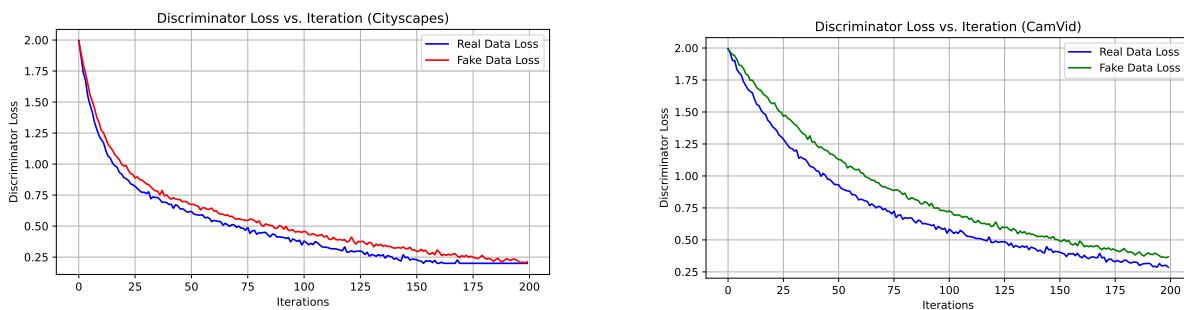 Discriminator Loss vs. Iteration (Cityscapes)
Discriminator Loss
2.00
1.75
1.50
1.25
1.00
0.75
0.50
0.25
Real Data Loss
Fake Data Loss
0 25 50 75 100 125 150 175 200
Iterations
Discriminator Loss vs. Iteration (CamVid)
Discriminator Loss
2.00
1.75
1.50
1.25
1.00
0.75
0.50
0.25
Real Data Loss
Fake Data Loss
0 25 50 75 100 125 150 175 200
Iterations